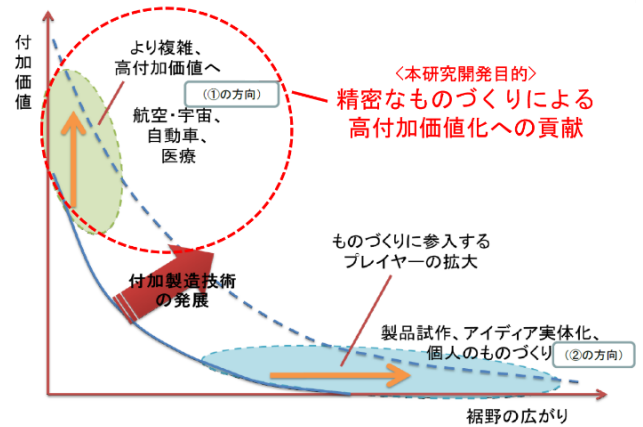 付加価値
より複雑、
高付加価値へ
(①の方向)
航空・宇宙、
自動車、
医療
<本研究開発目的>
精密なものづくりによる
高付加価値化への貢献
付加製造技術
の発展
ものづくりに参入する
プレイヤーの拡大
製品試作、アイディア実体化、
個人のものづくり
(②の方向)
裾野の広がり